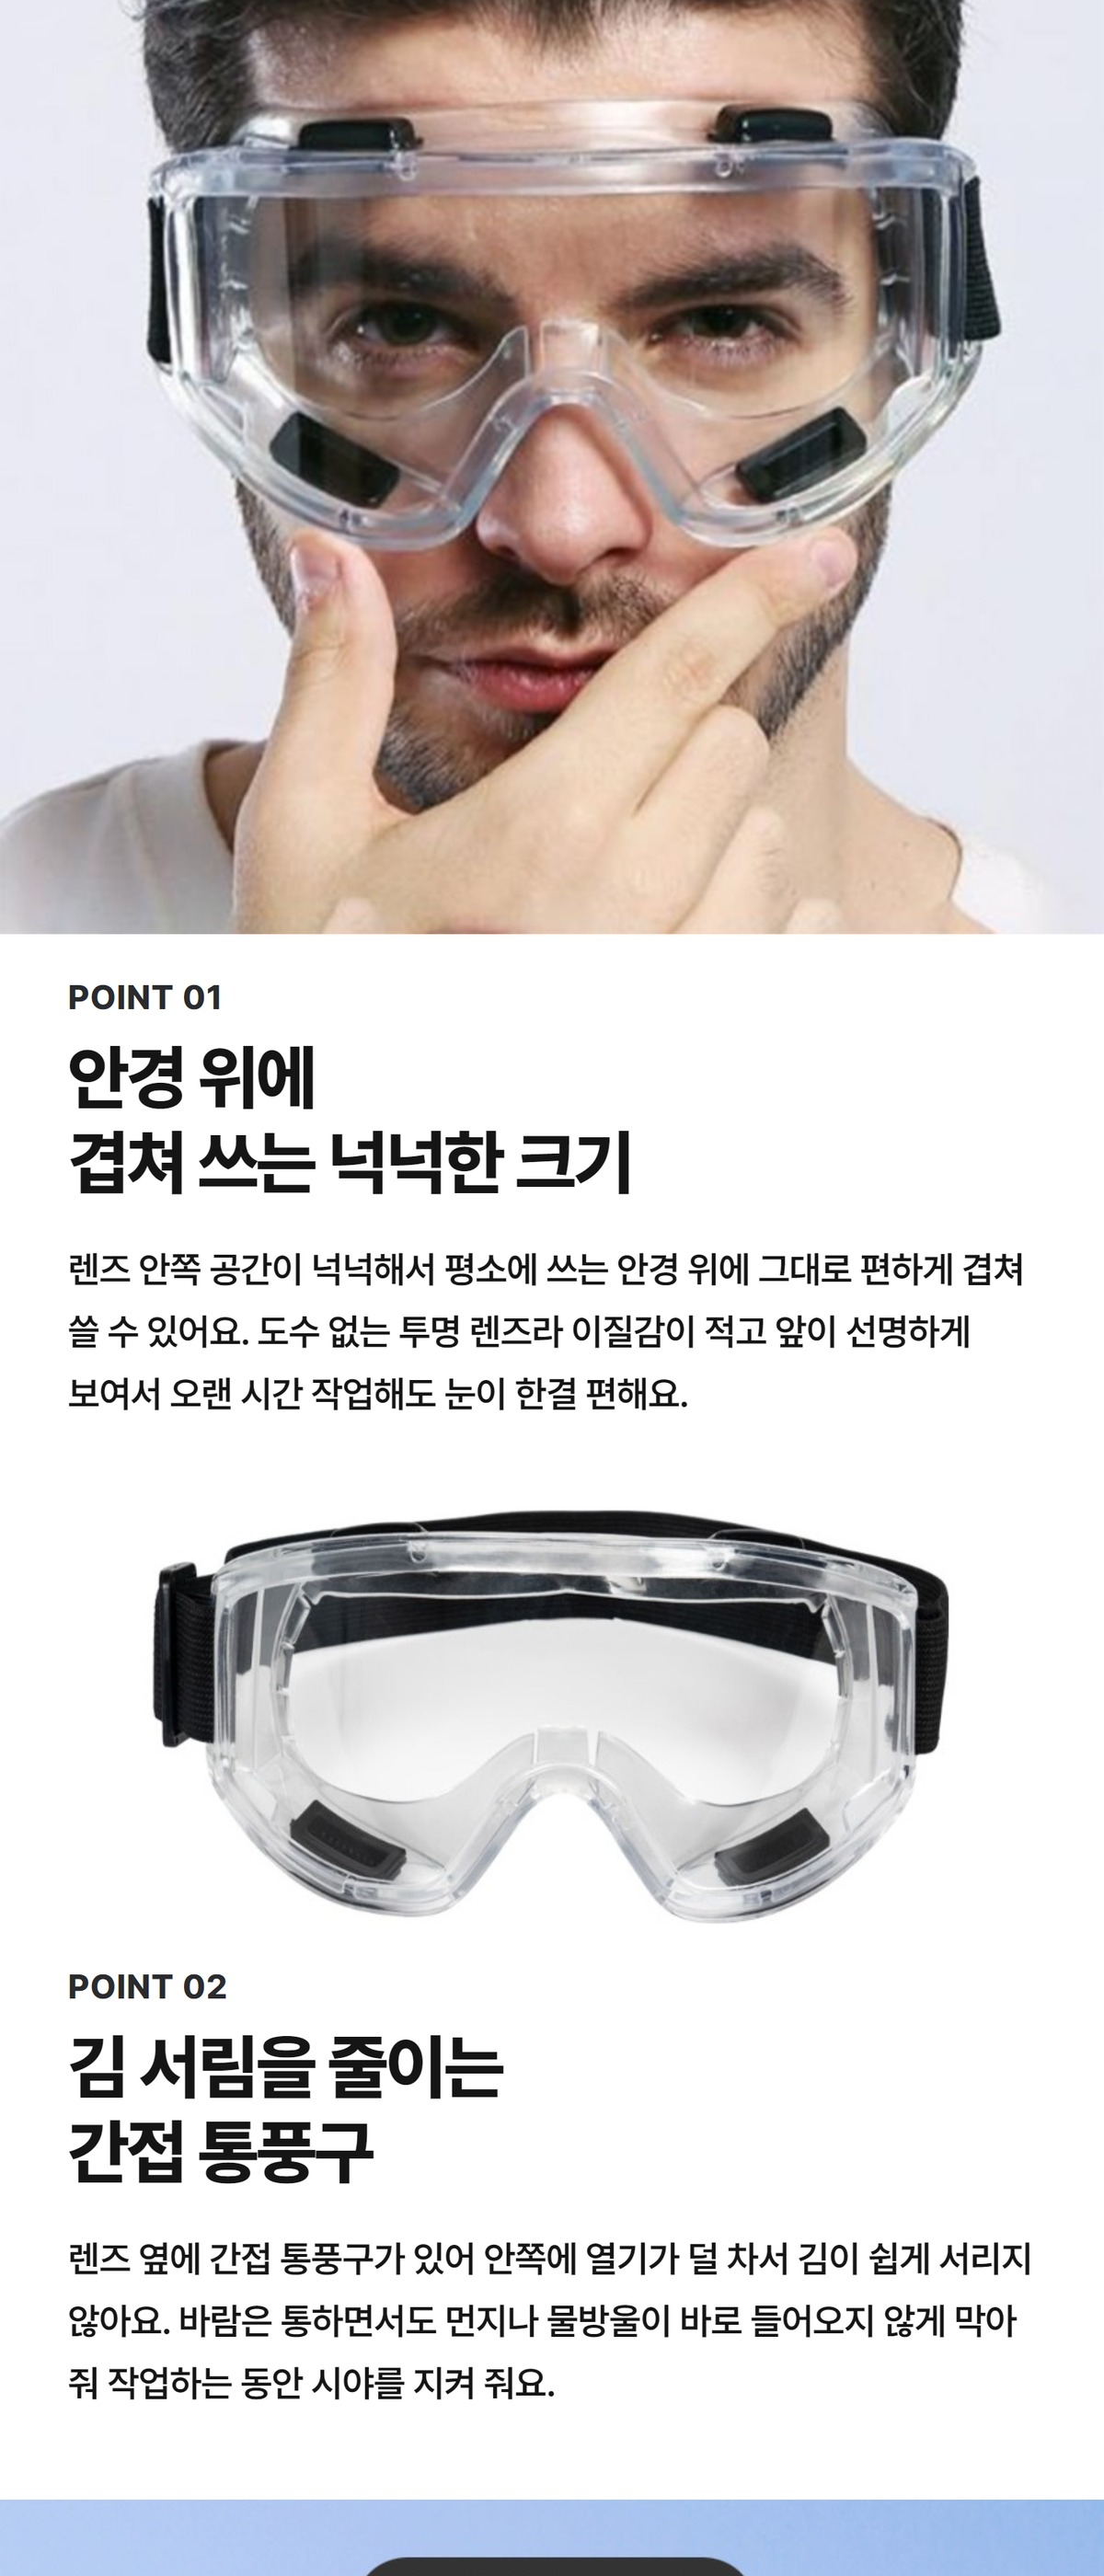 POINT 01
안경 위에
겹쳐 쓰는 넉넉한 크기
렌즈 안쪽 공간이 넉넉해서 평소에 쓰는 안경 위에 그대로 편하게 겹쳐
쓸 수 있어요. 도수 없는 투명 렌즈라 이질감이 적고 앞이 선명하게
보여서 오랜 시간 작업해도 눈이 한결 편해요.
POINT 02
김 서림을 줄이는
간접 통풍구
렌즈 옆에 간접 통풍구가 있어 안쪽에 열기가 덜 차서 김이 쉽게 서리지
않아요. 바람은 통하면서도 먼지나 물방울이 바로 들어오지 않게 막아
줘 작업하는 동안 시야를 지켜 줘요.